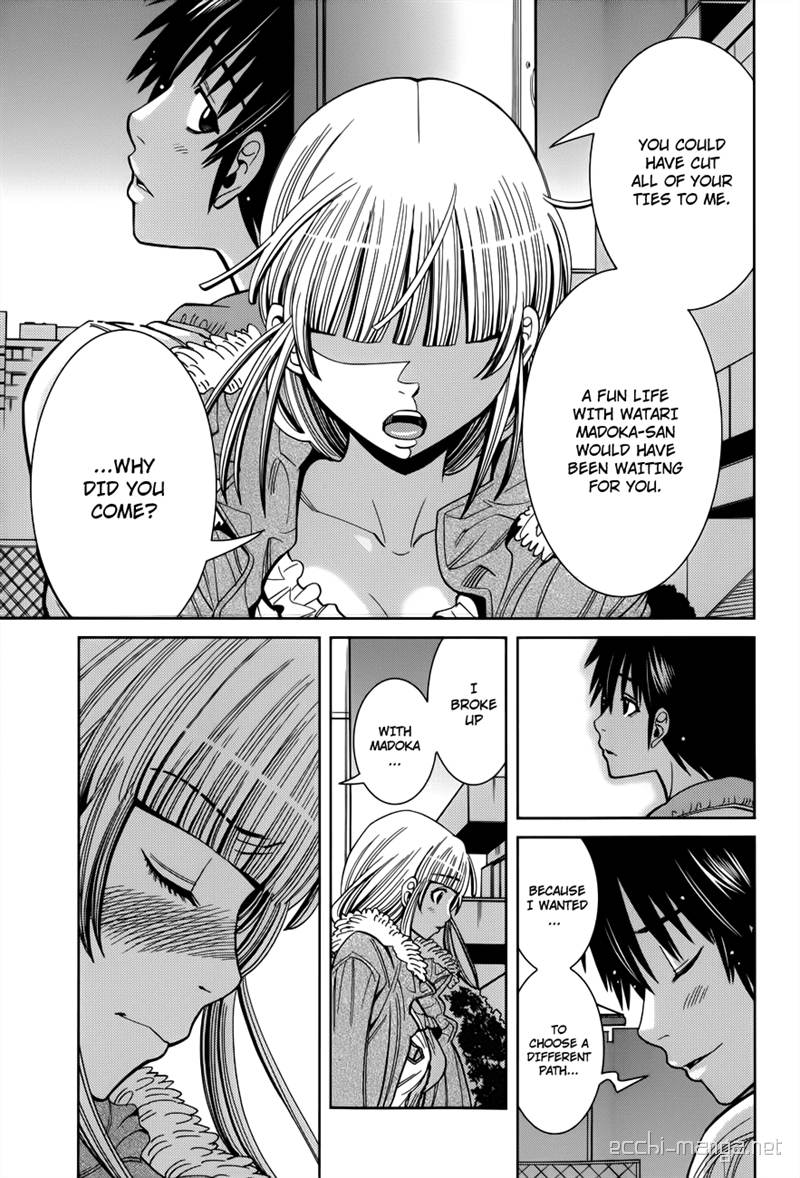 YOU COULD
HAVE CUT
ALL OF YOUR
TIES TO ME.
A FUN LIFE
WITH WATARI
MADOKA-SAN
WOULD HAVE
BEEN WAITING
FOR YOU.
...WHY
DID YOU
COME?
BECAUSE
I WANTED
...
TO
CHOOSE A
DIFFERENT
PATH...
I
BROKE
UP
WITH
MADOKA
...
ecchi-manga.net